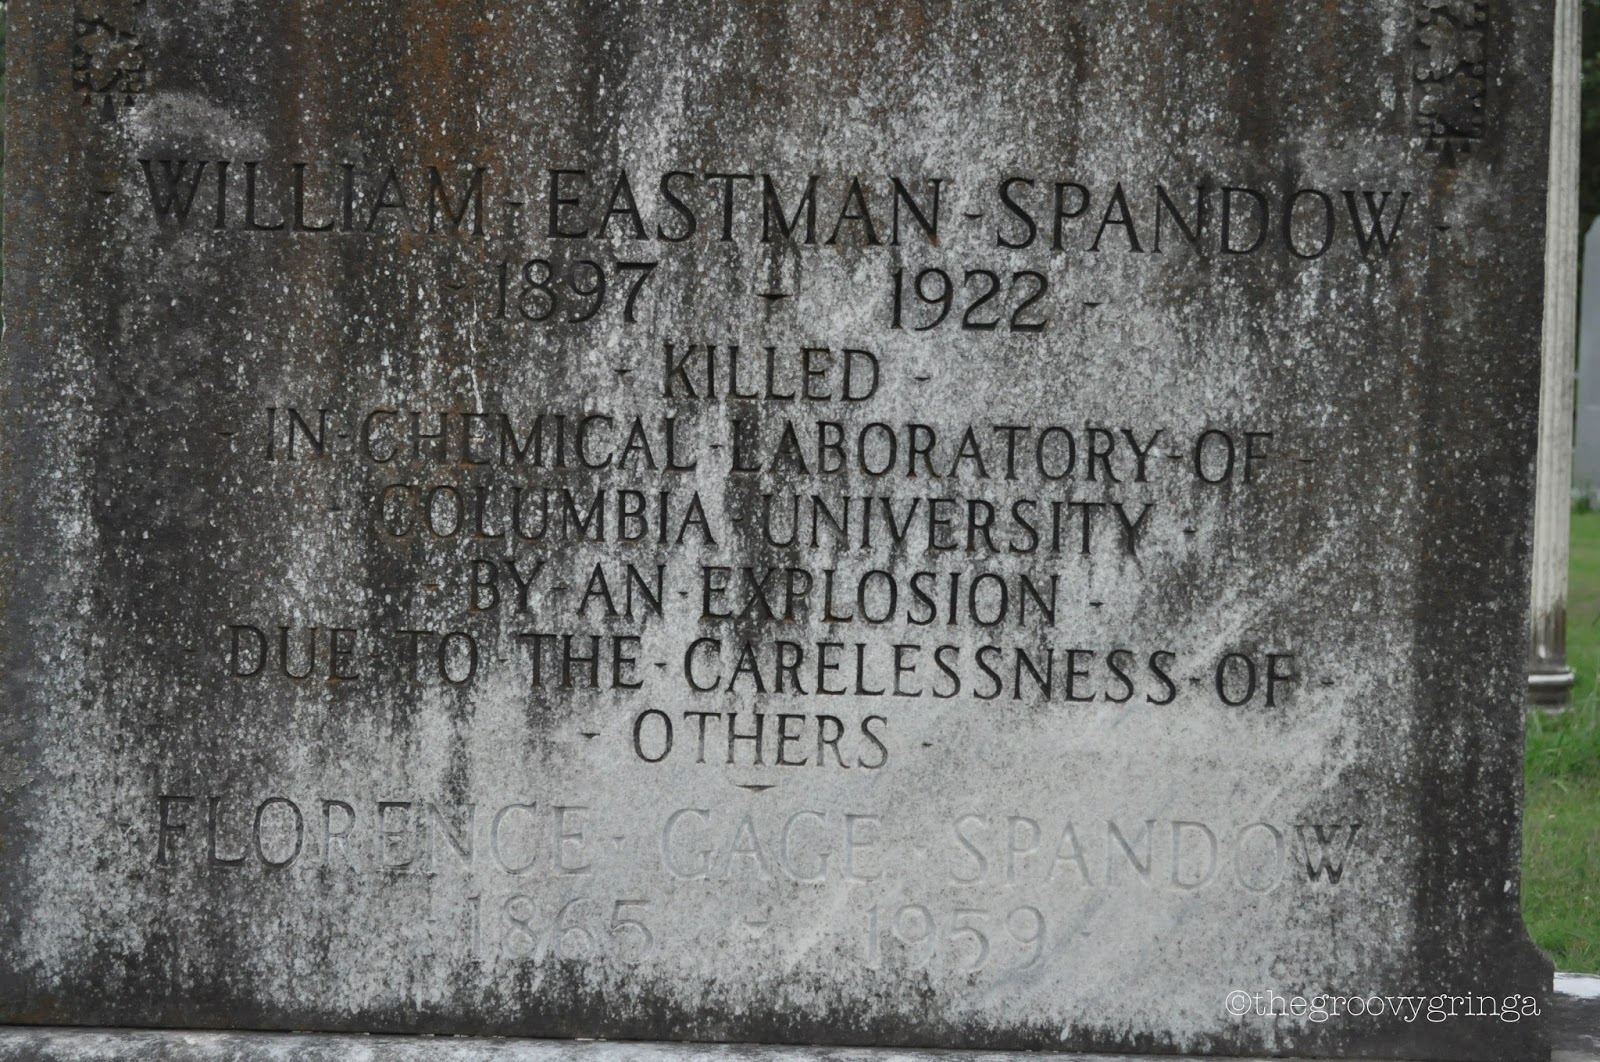 - WILLIAM - EASTMAN - SPANDOW -
- 1897 - 1922 -
- KILLED -
- IN - CHEMICAL - LABORATORY - OF -
- COLUMBIA - UNIVERSITY -
- BY - AN - EXPLOSION -
- DUE - TO - THE - CARELESSNESS - OF -
- OTHERS -
-
FLORENCE - GAGE - SPANDOW
- 1865 - 1959 -
©thegroovygringa